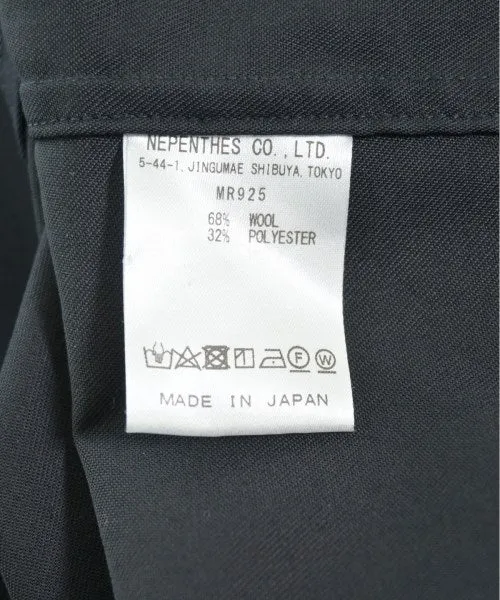 NEPENTHES CO., LTD.
5-44-1, JINGUMAE SHIBUYA, TOKYO
MR925
68% WOOL
32% POLYESTER
F W
MADE IN JAPAN